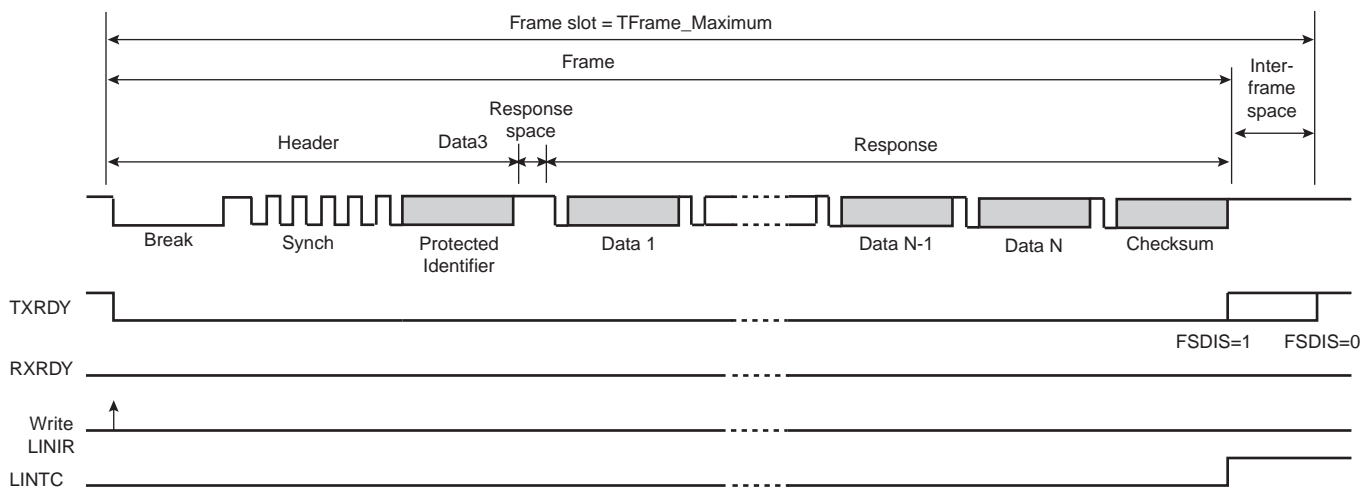 Frame slot = TFrame_Maximum
Frame
Inter-
frame
space
Response
space
Header
Data3
Response
Break
Synch
Protected
Identifier
Data 1
Data N-1
Data N
Checksum
TXRDY
FSDIS=1
FSDIS=0
RXRDY
Write
LINIR
LINTC